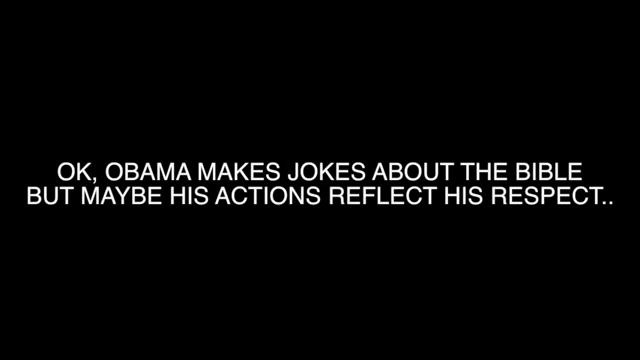 OK, OBAMA MAKES JOKES ABOUT THE BIBLE
BUT MAYBE HIS ACTIONS REFLECT HIS RESPECT..